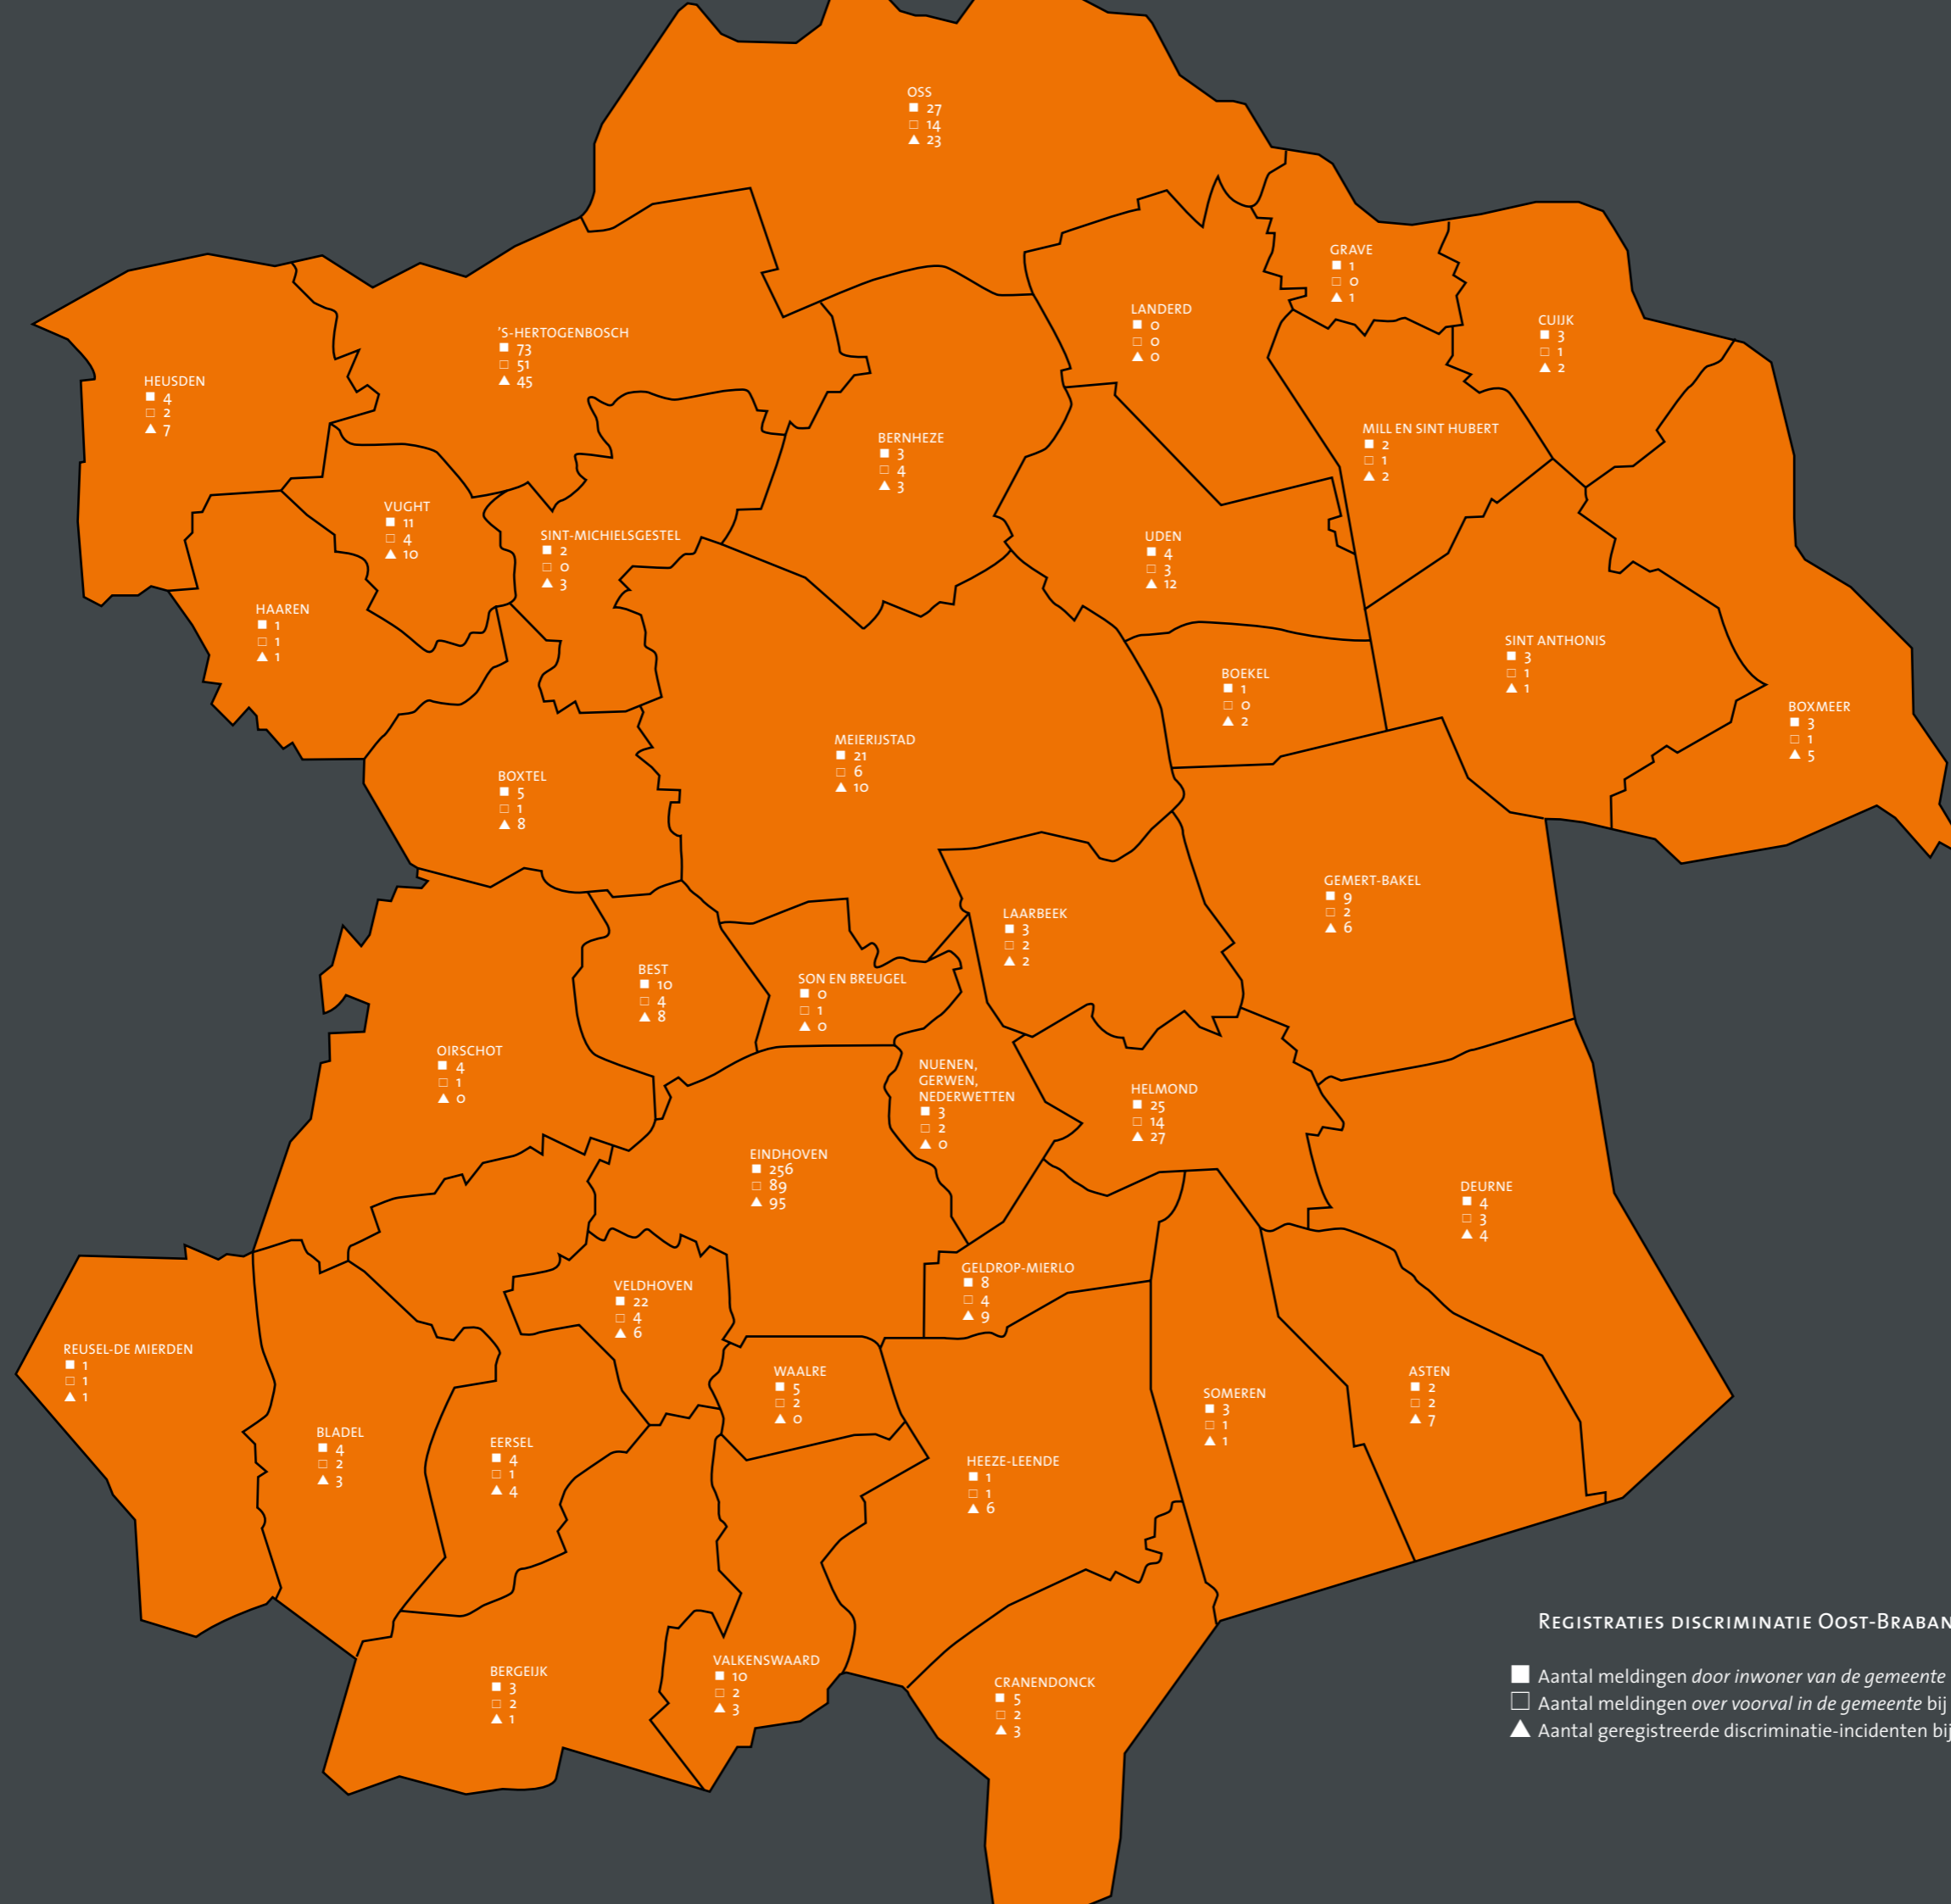 OSS
■ 27
□ 14
▲ 23
GRAVE
■ 1
□ 0
▲ 1
LANDERD
■ 0
□ 0
▲ 0
CUIJK
■ 3
□ 1
▲ 2
'S-HERTOGENBOSCH
■ 73
□ 51
▲ 45
HEUSDEN
■ 4
□ 2
▲ 7
MILL EN SINT HUBERT
■ 2
□ 1
▲ 2
BERNHEZE
■ 3
□ 4
▲ 3
VUGHT
■ 11
□ 4
▲ 10
SINT-MICHIELSGESTEL
■ 2
□ 0
▲ 3
UDEN
■ 4
□ 3
▲ 12
HAAREN
■ 1
□ 1
▲ 1
SINT ANTHONIS
■ 3
□ 1
▲ 1
BOEKEL
■ 1
□ 0
▲ 2
BOXMEER
■ 3
□ 1
▲ 5
MEIERIJSTAD
■ 21
□ 6
▲ 10
BOXTEL
■ 5
□ 1
▲ 8
GEMERT-BAKEL
■ 9
□ 2
▲ 6
LAARBEEK
■ 3
□ 2
▲ 2
BEST
■ 10
□ 4
▲ 8
SON EN BREUGEL
■ 0
□ 1
▲ 0
OIRSCHOT
■ 4
□ 1
▲ 0
NUENEN,
GERWEN,
NEDERWETTEN
■ 3
□ 2
▲ 0
HELMOND
■ 25
□ 14
▲ 27
EINDHOVEN
■ 256
□ 89
▲ 95
DEURNE
■ 4
□ 3
▲ 4
GELDROP-MIERLO
■ 8
□ 4
▲ 9
VELDHOVEN
■ 22
□ 4
▲ 6
REUSEL-DE MIERDEN
■ 1
□ 1
▲ 1
WAALRE
■ 5
□ 2
▲ 0
ASTEN
■ 2
□ 2
▲ 7
SOMEREN
■ 3
□ 1
▲ 1
BLADEL
■ 4
□ 2
▲ 3
EERSEL
■ 4
□ 1
▲ 4
HEEZE-LEENDE
■ 1
□ 1
▲ 6
VALKENSWAARD
■ 10
□ 2
▲ 3
BERGEIJK
■ 3
□ 2
▲ 1
CRANENDONCK
■ 5
□ 2
▲ 3
REGISTRATIES DISCRIMINATIE OOST-BRABAN
■ Aantal meldingen door inwoner van de gemeente
□ Aantal meldingen over voorval in de gemeente bij
▲ Aantal geregistreerde discriminatie-incidenten bij